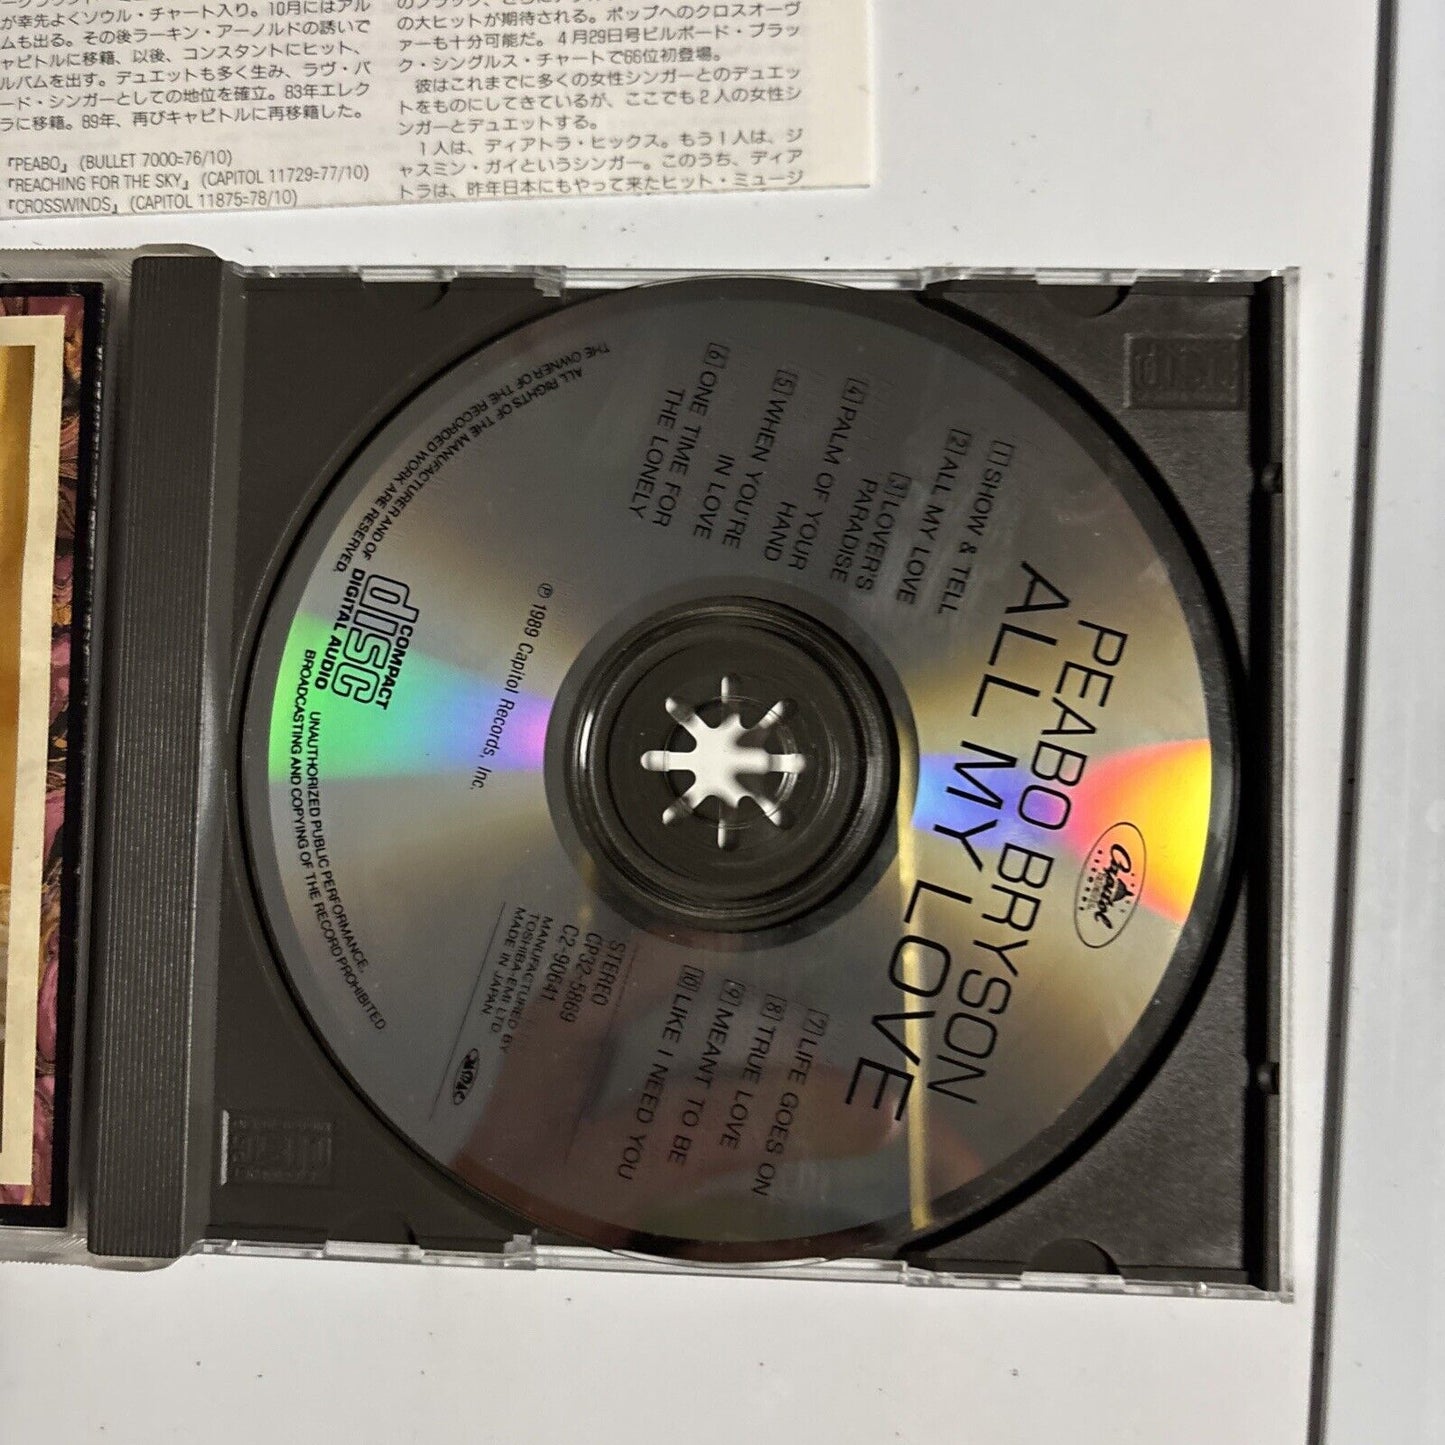 が幸先よくソウル・チャート入り。10月にはアル
ムも出る。その後ラーキン・アーノルドの誘いで
ャピトルに移籍、以後、コンスタントにヒット、
ルバムを出す。デュエットも多く生み、ラヴ・バ
ード・シンガーとしての地位を確立。83年エレク
ラに移籍。89年、再びキャピトルに再移籍した。
『PEABO』(BULLET 7000=76/10)
『REACHING FOR THE SKY』(CAPITOL 11729=77/10)
『CROSSWINDS』(CAPITOL 11875=78/10)
の大ヒットが期待される。ポップへのクロスオーヴ
ァーも十分可能だ。4月29日号ビルボード・ブラッ
ク・シングルス・チャートで66位初登場。
彼はこれまでに多くの女性シンガーとのデュエッ
トをものにしてきているが、ここでも2人の女性シ
ンガーとデュエットする。
1人は、ディアトラ・ヒックス。もう1人は、ジ
ャスミン・ガイというシンガー。このうち、ディア
トラは、昨年日本にもやって来たヒット・ミュージ
Capitol
RECORDS
PEABO BRYSON
ALL MY LOVE
1 SHOW & TELL
2 ALL MY LOVE
3 LOVER'S
PARADISE
4 PALM OF YOUR
HAND
5 WHEN YOU'RE
IN LOVE
6 ONE TIME FOR
THE LONELY
7 LIFE GOES ON
8 TRUE LOVE
9 MEANT TO BE
10 LIKE I NEED YOU
STEREO
CP32-5869
C2-90641
MANUFACTURED BY
TOSHIBA-EMI LTD.
MADE IN JAPAN
℗ 1989 Capitol Records, Inc.
COMPACT
disc
DIGITAL AUDIO
ALL RIGHTS OF THE MANUFACTURER AND OF
THE OWNER OF THE RECORDED WORK ARE RESERVED.
UNAUTHORIZED PUBLIC PERFORMANCE,
BROADCASTING AND COPYING OF THE RECORD PROHIBITED